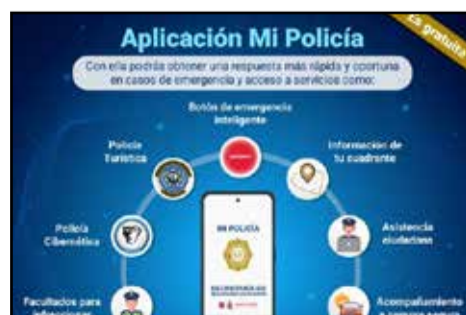 Es gratuita
Aplicación Mi Policía
Con ella podrás obtener una respuesta más rápida y oportuna
en casos de emergencia y acceso a servicios como:
Botón de emergencia
inteligente
Policía
Turística
Información de
tu cuadrante
Policía
Cibernética
MI POLICÍA
Asistencia
ciudadana
Facultados para
infracciones
Acompañamiento